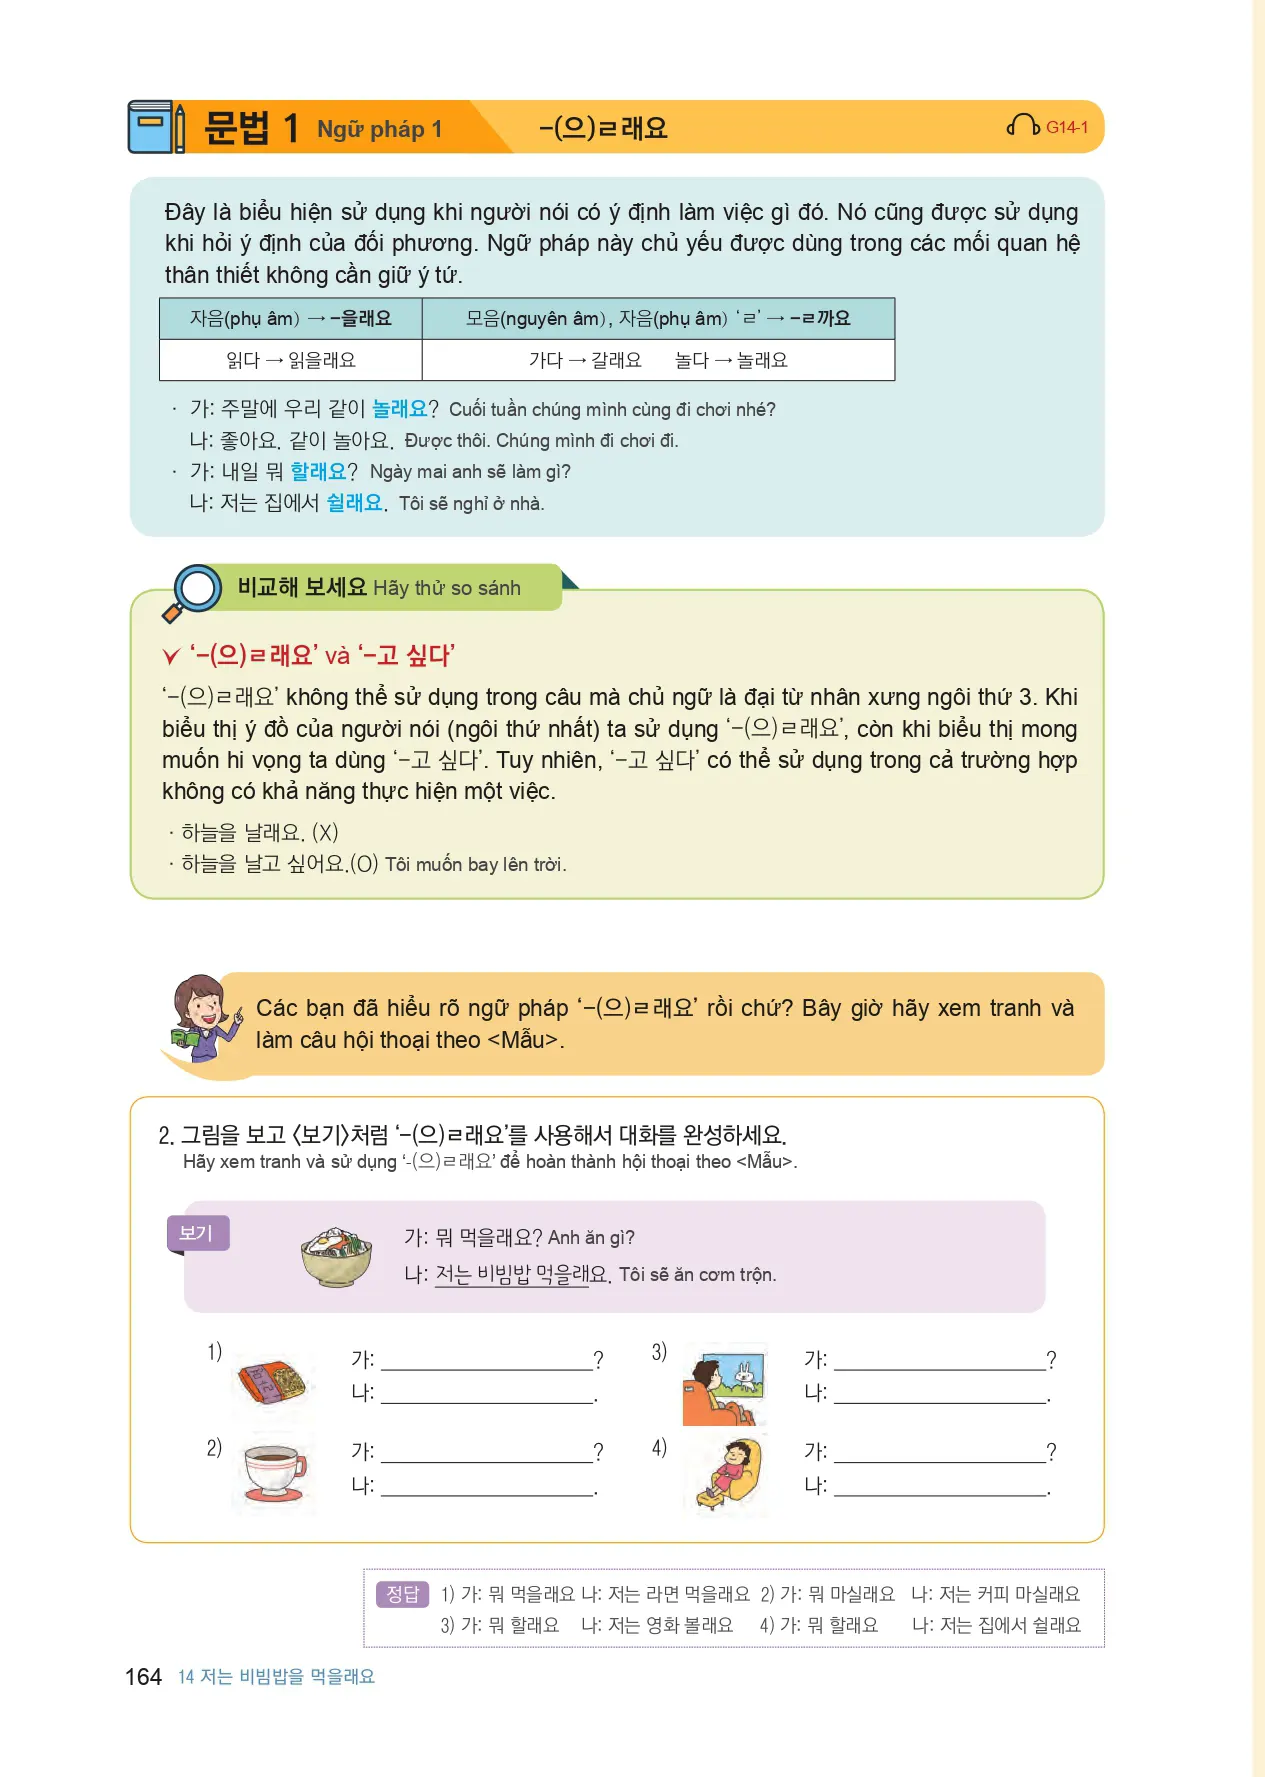 문법 1 Ngữ pháp 1 -(으)ㄹ래요 G14-1
Đây là biểu hiện sử dụng khi người nói có ý định làm việc gì đó. Nó cũng được sử dụng
khi hỏi ý định của đối phương. Ngữ pháp này chủ yếu được dùng trong các mối quan hệ
thân thiết không cần giữ ý tứ.
자음(phụ âm) → -을래요 모음(nguyên âm), 자음(phụ âm) ‘ㄹ’ → -ㄹ까요
읽다 → 읽을래요 가다 → 갈래요 놀다 → 놀래요
· 가: 주말에 우리 같이 놀래요? Cuối tuần chúng mình cùng đi chơi nhé?
나: 좋아요. 같이 놀아요. Được thôi. Chúng mình đi chơi đi.
· 가: 내일 뭐 할래요? Ngày mai anh sẽ làm gì?
나: 저는 집에서 쉴래요. Tôi sẽ nghỉ ở nhà.
비교해 보세요 Hãy thử so sánh
‘-(으)ㄹ래요’ và ‘-고 싶다’
‘-(으)ㄹ래요’ không thể sử dụng trong câu mà chủ ngữ là đại từ nhân xưng ngôi thứ 3. Khi
biểu thị ý đồ của người nói (ngôi thứ nhất) ta sử dụng ‘-(으)ㄹ래요’, còn khi biểu thị mong
muốn hi vọng ta dùng ‘-고 싶다’. Tuy nhiên, ‘-고 싶다’ có thể sử dụng trong cả trường hợp
không có khả năng thực hiện một việc.
· 하늘을 날래요. (X)
· 하늘을 날고 싶어요.(O) Tôi muốn bay lên trời.
Các bạn đã hiểu rõ ngữ pháp ‘-(으)ㄹ래요’ rồi chứ? Bây giờ hãy xem tranh và
làm câu hội thoại theo <Mẫu>.
2. 그림을 보고 <보기>처럼 ‘-(으)ㄹ래요’를 사용해서 대화를 완성하세요.
Hãy xem tranh và sử dụng ‘-(으)ㄹ래요’ để hoàn thành hội thoại theo <Mẫu>.
보기
가: 뭐 먹을래요? Anh ăn gì?
나: 저는 비빔밥 먹을래요. Tôi sẽ ăn cơm trộn.
1) 가: ____________________?
나: ____________________.
2) 가: ____________________?
나: ____________________.
3) 가: ____________________?
나: ____________________.
4) 가: ____________________?
나: ____________________.
정답 1) 가: 뭐 먹을래요 나: 저는 라면 먹을래요 2) 가: 뭐 마실래요 나: 저는 커피 마실래요
3) 가: 뭐 할래요 나: 저는 영화 볼래요 4) 가: 뭐 할래요 나: 저는 집에서 쉴래요
164 14 저는 비빔밥을 먹을래요